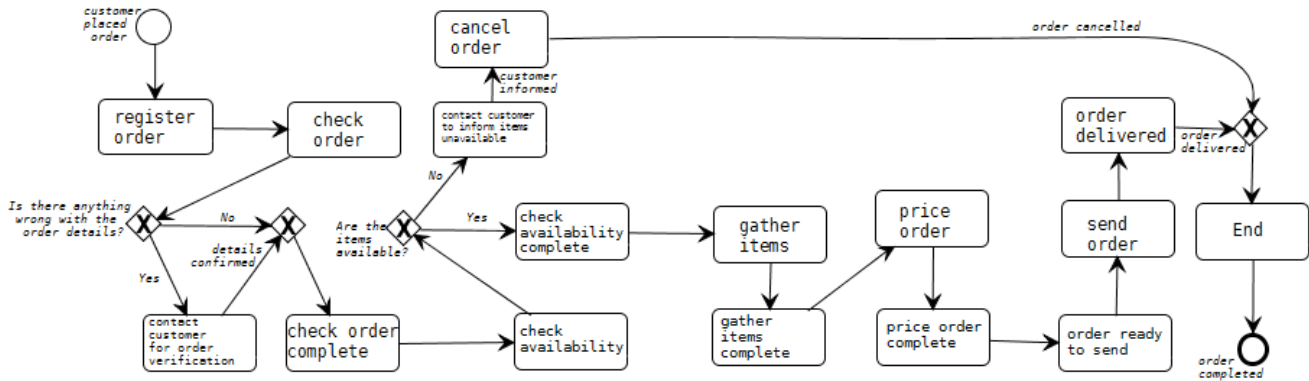 customer
placed
order
register
order
check
order
Is there anything
wrong with the
order details?
X
No
Yes
contact
customer
for order
verification
details
confirmed
X
check order
complete
check
availability
Are the
items
available?
X
No
contact customer
to inform items
unavailable
customer
informed
cancel
order
order cancelled
Yes
check
availability
complete
gather
items
gather
items
complete
price
order
price order
complete
order ready
to send
send
order
order
delivered
order
delivered
X
End
order
completed